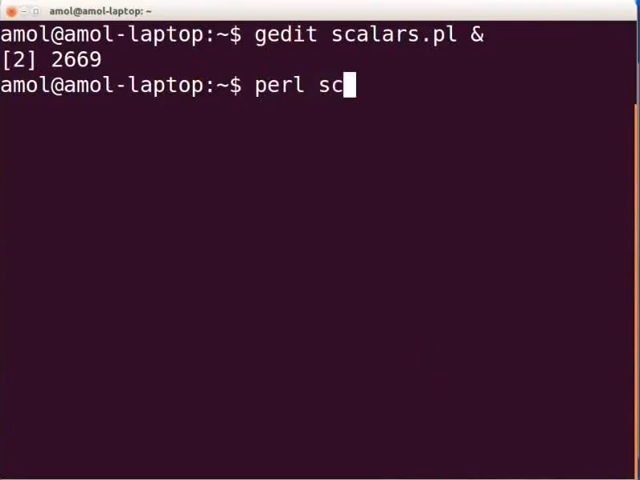 amol@amol-laptop: ~
amol@amol-laptop:~$ gedit scalars.pl &
[2] 2669
amol@amol-laptop:~$ perl sc